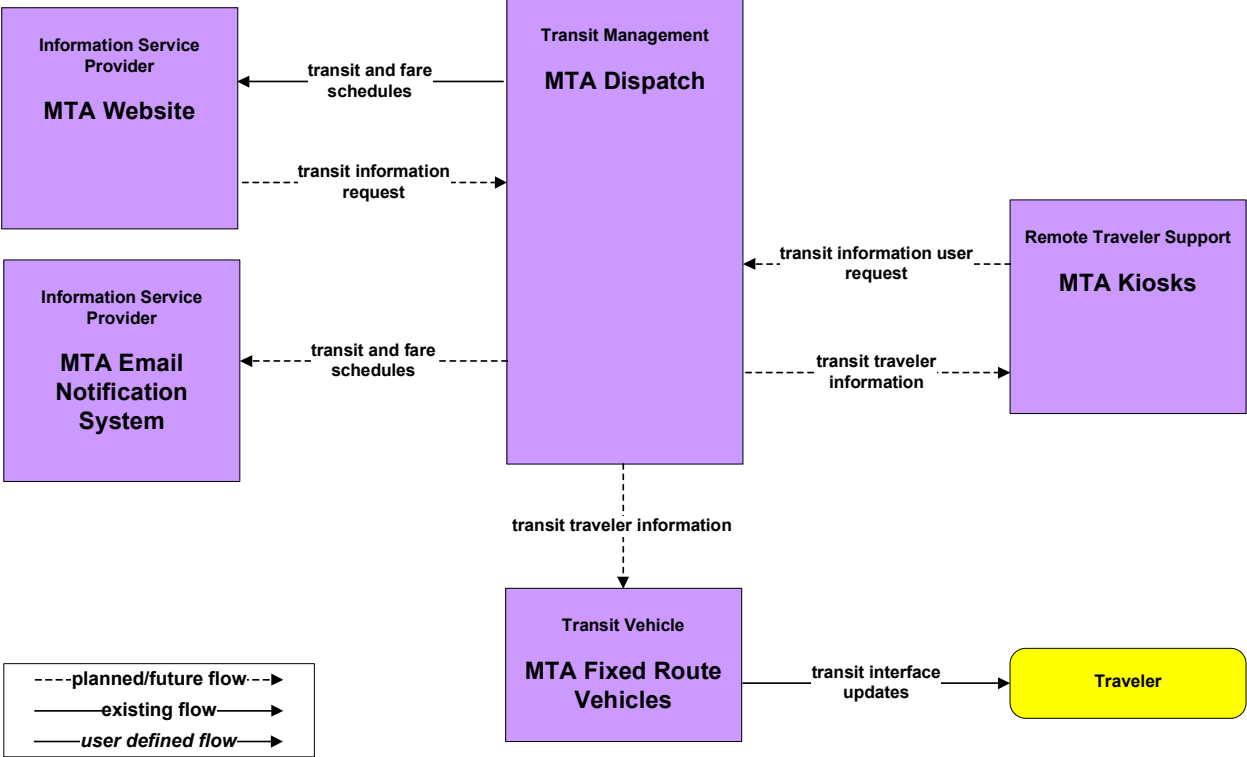 Information Service
Provider
MTA Website
transit and fare
schedules
Transit Management
MTA Dispatch
transit information
request
Remote Traveler Support
MTA Kiosks
transit information user
request
Information Service
Provider
MTA Email
Notification
System
transit and fare
schedules
transit traveler
information
transit traveler information
Transit Vehicle
MTA Fixed Route
Vehicles
transit interface
updates
Traveler
planned/future flow
existing flow
user defined flow